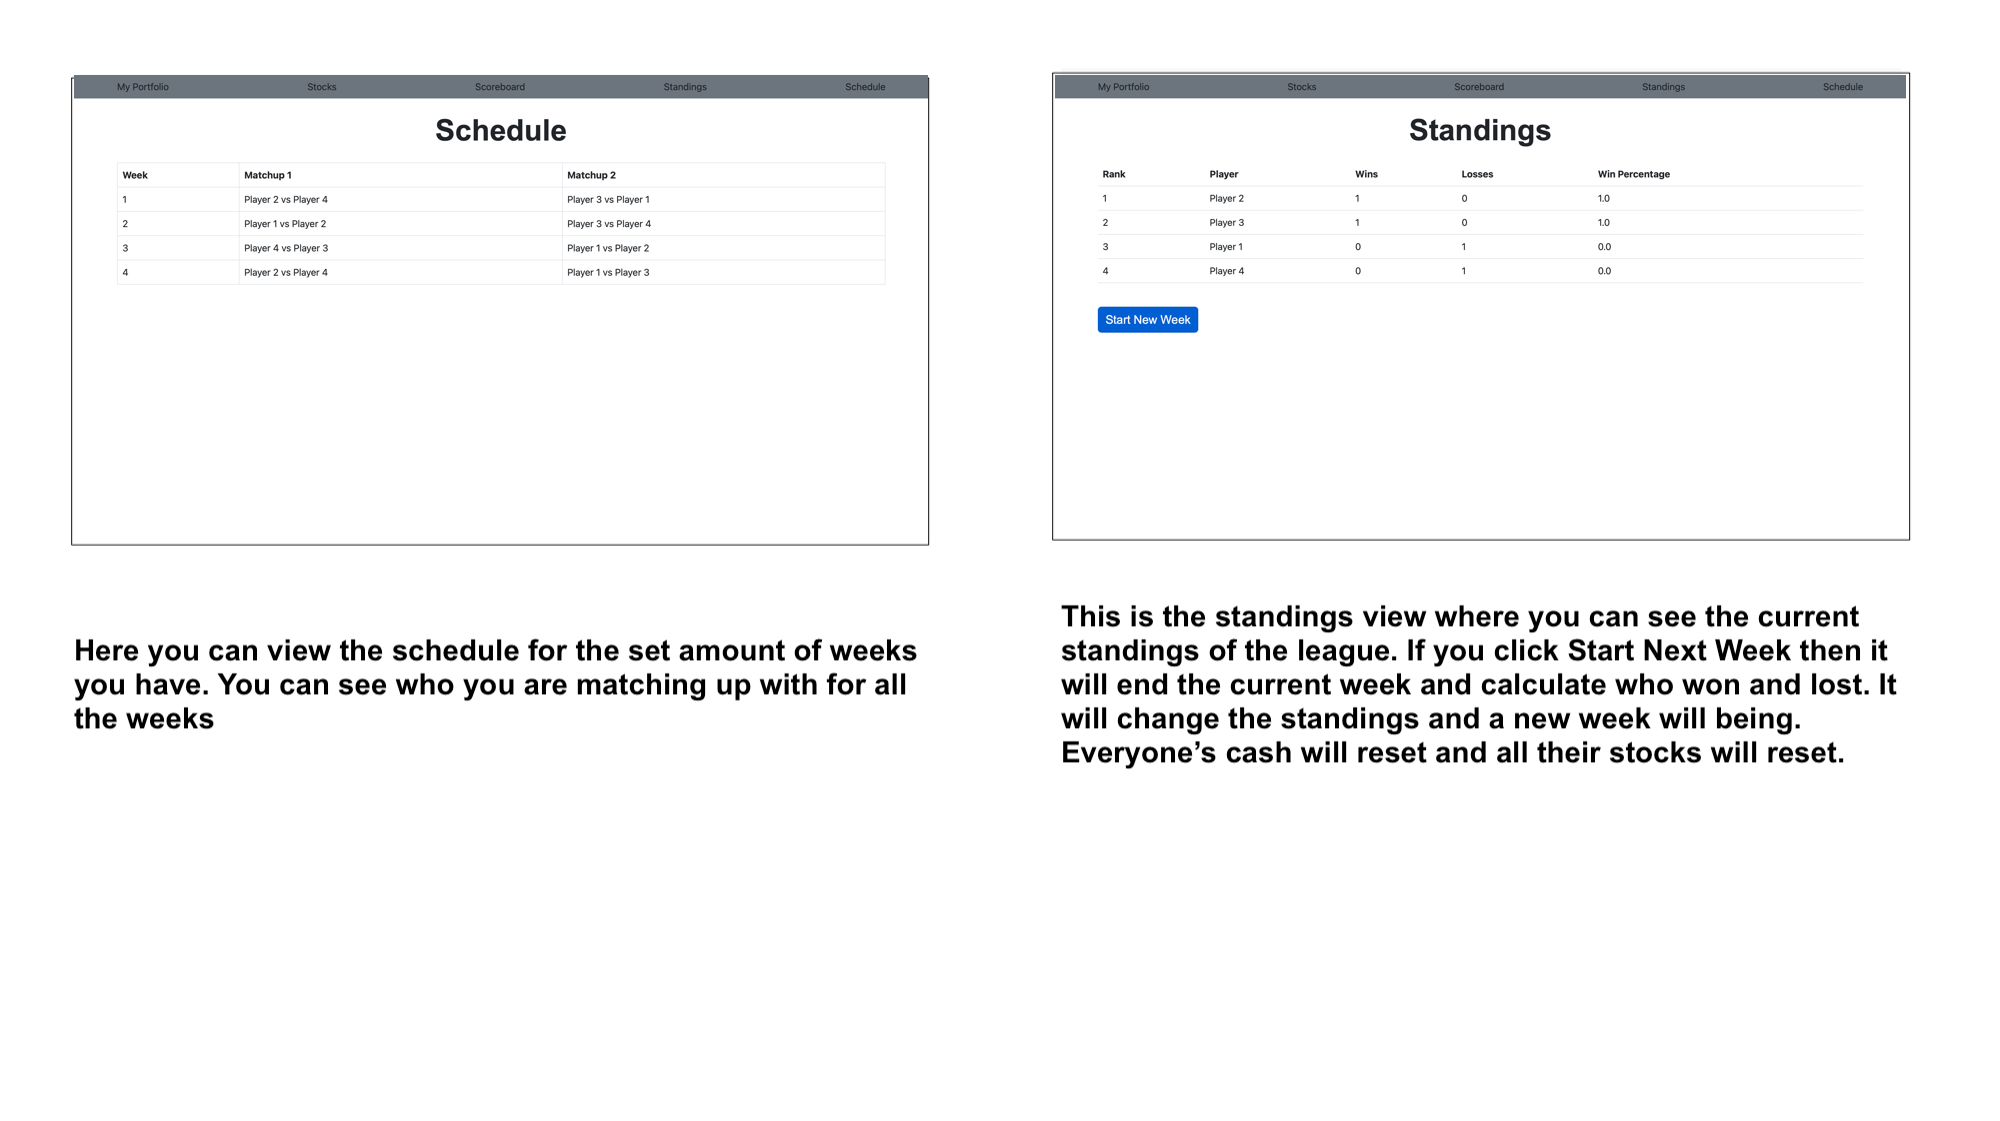 My Portfolio Stocks Scoreboard Standings Schedule
Schedule
Week Matchup 1 Matchup 2
1 Player 2 vs Player 4 Player 3 vs Player 1
2 Player 1 vs Player 2 Player 3 vs Player 4
3 Player 4 vs Player 3 Player 1 vs Player 2
4 Player 2 vs Player 4 Player 1 vs Player 3
Here you can view the schedule for the set amount of weeks
you have. You can see who you are matching up with for all
the weeks
My Portfolio Stocks Scoreboard Standings Schedule
Standings
Rank Player Wins Losses Win Percentage
1 Player 2 1 0 1.0
2 Player 3 1 0 1.0
3 Player 1 0 1 0.0
4 Player 4 0 1 0.0
Start New Week
This is the standings view where you can see the current
standings of the league. If you click Start Next Week then it
will end the current week and calculate who won and lost. It
will change the standings and a new week will being.
Everyone’s cash will reset and all their stocks will reset.